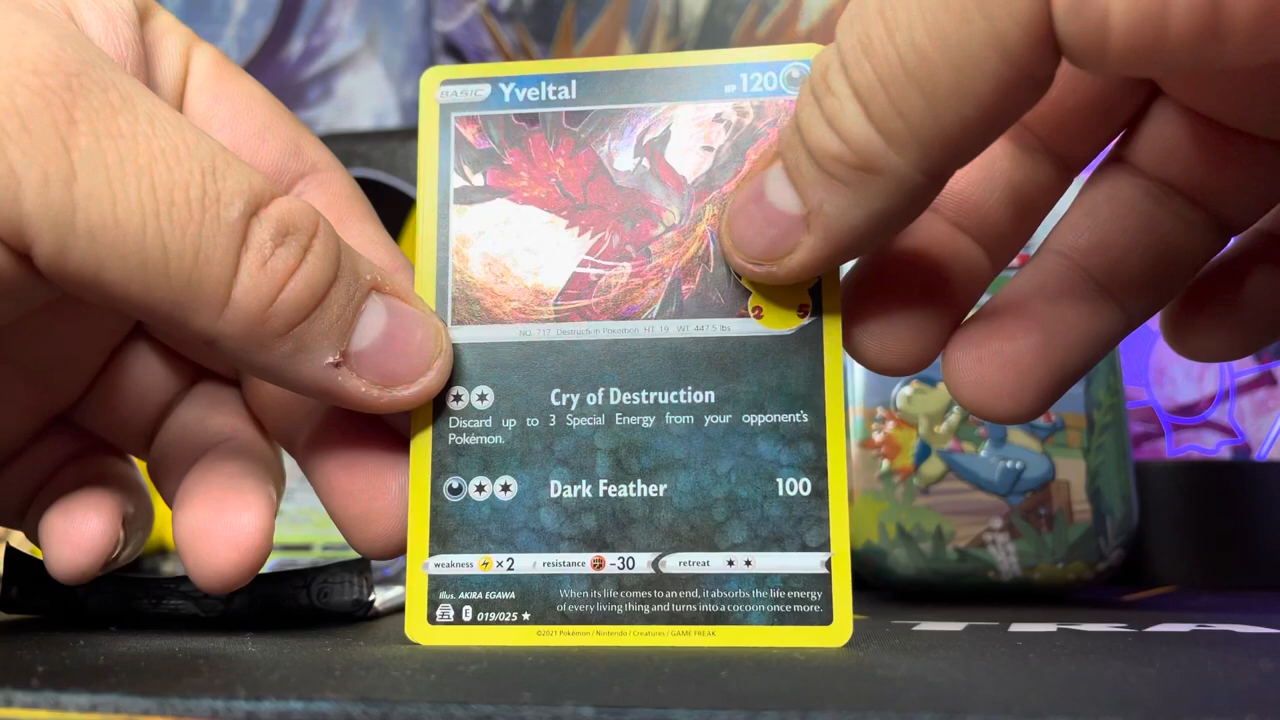 BASIC Yveltal HP 120
NO. 717 Destruction Pokémon HT 19 WT 447.5 lbs
25
Cry of Destruction
Discard up to 3 Special Energy from your opponent's
Pokémon.
Dark Feather 100
weakness ×2 resistance -30 retreat
Illus. AKIRA EGAWA
When its life comes to an end, it absorbs the life energy
of every living thing and turns into a cocoon once more.
E 019/025 ★
©2021 Pokémon / Nintendo / Creatures / GAME FREAK
TRA